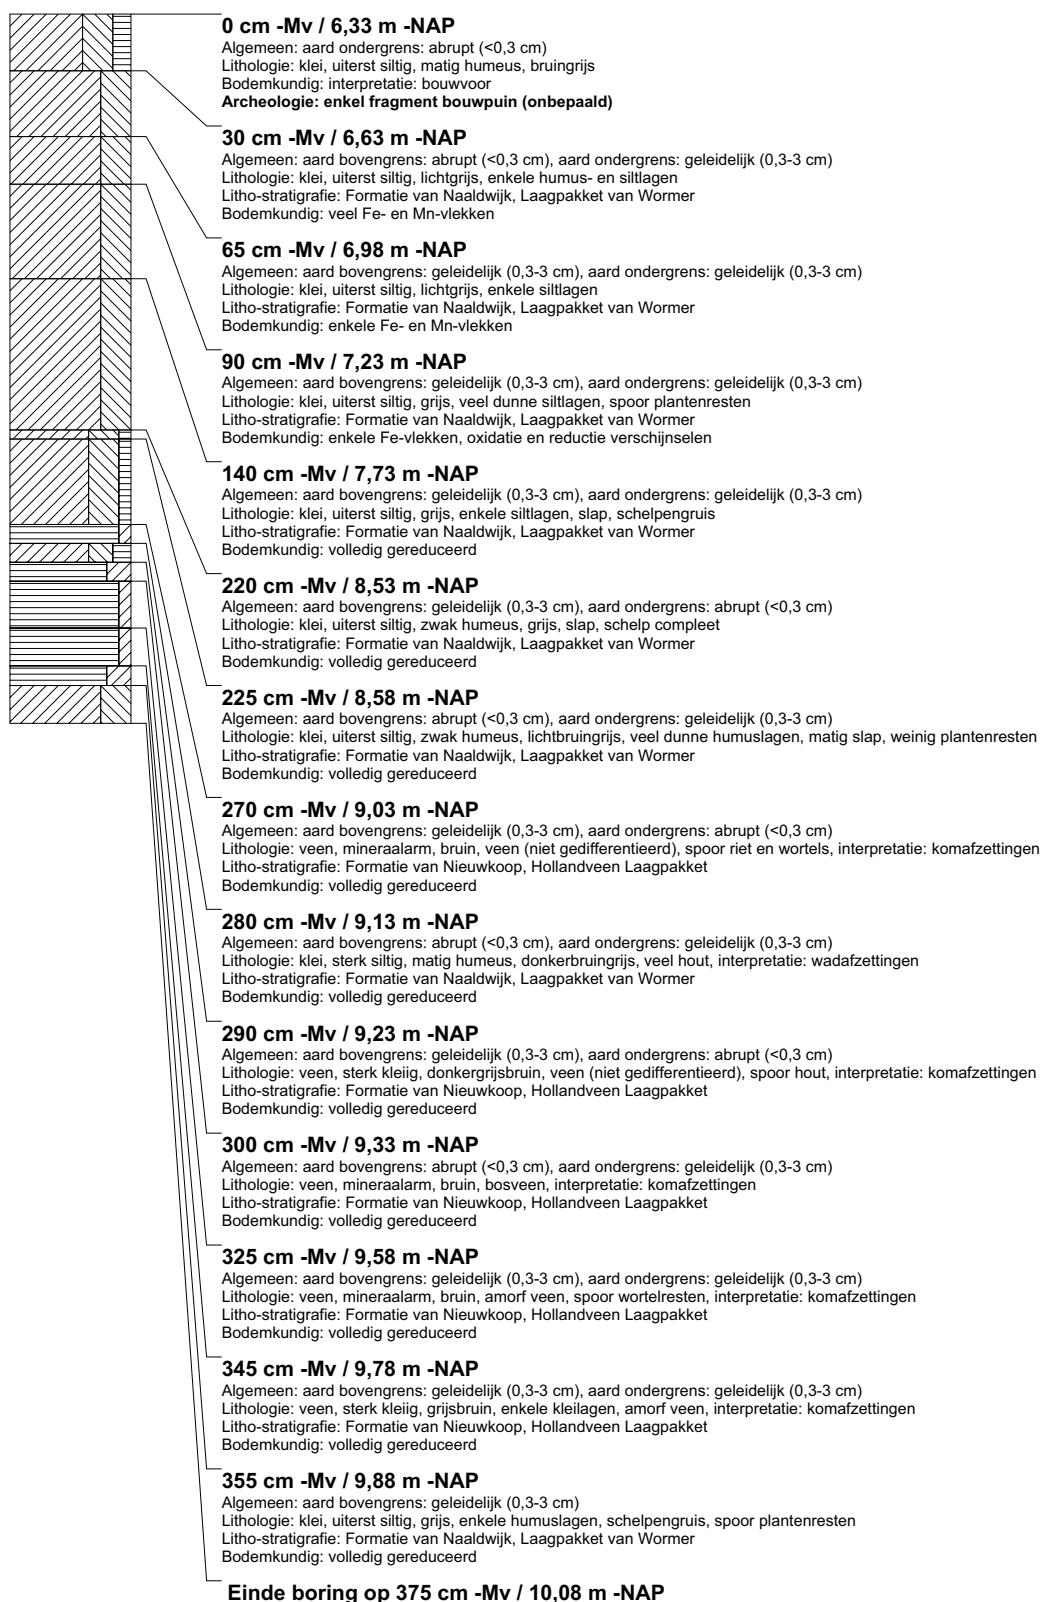 0 cm -Mv / 6,33 m -NAP
Algemeen: aard ondergrens: abrupt (<0,3 cm)
Lithologie: klei, uiterst siltig, matig humeus, bruingrijs
Bodemkundig: interpretatie: bouwvoor
Archeologie: enkel fragment bouwpuin (onbepaald)
30 cm -Mv / 6,63 m -NAP
Algemeen: aard bovengrens: abrupt (<0,3 cm), aard ondergrens: geleidelijk (0,3-3 cm)
Lithologie: klei, uiterst siltig, lichtgrijs, enkele humus- en siltlagen
Litho-stratigrafie: Formatie van Naaldwijk, Laagpakket van Wormer
Bodemkundig: veel Fe- en Mn-vlekken
65 cm -Mv / 6,98 m -NAP
Algemeen: aard bovengrens: geleidelijk (0,3-3 cm), aard ondergrens: geleidelijk (0,3-3 cm)
Lithologie: klei, uiterst siltig, lichtgrijs, enkele siltlagen
Litho-stratigrafie: Formatie van Naaldwijk, Laagpakket van Wormer
Bodemkundig: enkele Fe- en Mn-vlekken
90 cm -Mv / 7,23 m -NAP
Algemeen: aard bovengrens: geleidelijk (0,3-3 cm), aard ondergrens: geleidelijk (0,3-3 cm)
Lithologie: klei, uiterst siltig, grijs, veel dunne siltlagen, spoor plantenresten
Litho-stratigrafie: Formatie van Naaldwijk, Laagpakket van Wormer
Bodemkundig: enkele Fe-vlekken, oxidatie en reductie verschijnselen
140 cm -Mv / 7,73 m -NAP
Algemeen: aard bovengrens: geleidelijk (0,3-3 cm), aard ondergrens: geleidelijk (0,3-3 cm)
Lithologie: klei, uiterst siltig, grijs, enkele siltlagen, slap, schelpengruis
Litho-stratigrafie: Formatie van Naaldwijk, Laagpakket van Wormer
Bodemkundig: volledig gereduceerd
220 cm -Mv / 8,53 m -NAP
Algemeen: aard bovengrens: geleidelijk (0,3-3 cm), aard ondergrens: abrupt (<0,3 cm)
Lithologie: klei, uiterst siltig, zwak humeus, grijs, slap, schelp compleet
Litho-stratigrafie: Formatie van Naaldwijk, Laagpakket van Wormer
Bodemkundig: volledig gereduceerd
225 cm -Mv / 8,58 m -NAP
Algemeen: aard bovengrens: abrupt (<0,3 cm), aard ondergrens: geleidelijk (0,3-3 cm)
Lithologie: klei, uiterst siltig, zwak humeus, lichtbruingrijs, veel dunne humuslagen, matig slap, weinig plantenresten
Litho-stratigrafie: Formatie van Naaldwijk, Laagpakket van Wormer
Bodemkundig: volledig gereduceerd
270 cm -Mv / 9,03 m -NAP
Algemeen: aard bovengrens: geleidelijk (0,3-3 cm), aard ondergrens: abrupt (<0,3 cm)
Lithologie: veen, mineraalarm, bruin, veen (niet gedifferentieerd), spoor riet en wortels, interpretatie: komafzettingen
Litho-stratigrafie: Formatie van Nieuwkoop, Hollandveen Laagpakket
Bodemkundig: volledig gereduceerd
280 cm -Mv / 9,13 m -NAP
Algemeen: aard bovengrens: abrupt (<0,3 cm), aard ondergrens: geleidelijk (0,3-3 cm)
Lithologie: klei, sterk siltig, matig humeus, donkerbruingrijs, veel hout, interpretatie: wadafzettingen
Litho-stratigrafie: Formatie van Naaldwijk, Laagpakket van Wormer
Bodemkundig: volledig gereduceerd
290 cm -Mv / 9,23 m -NAP
Algemeen: aard bovengrens: geleidelijk (0,3-3 cm), aard ondergrens: abrupt (<0,3 cm)
Lithologie: veen, sterk kleiig, donkergrijsbruin, veen (niet gedifferentieerd), spoor hout, interpretatie: komafzettingen
Litho-stratigrafie: Formatie van Nieuwkoop, Hollandveen Laagpakket
Bodemkundig: volledig gereduceerd
300 cm -Mv / 9,33 m -NAP
Algemeen: aard bovengrens: abrupt (<0,3 cm), aard ondergrens: geleidelijk (0,3-3 cm)
Lithologie: veen, mineraalarm, bruin, bosveen, interpretatie: komafzettingen
Litho-stratigrafie: Formatie van Nieuwkoop, Hollandveen Laagpakket
Bodemkundig: volledig gereduceerd
325 cm -Mv / 9,58 m -NAP
Algemeen: aard bovengrens: geleidelijk (0,3-3 cm), aard ondergrens: geleidelijk (0,3-3 cm)
Lithologie: veen, mineraalarm, bruin, amorf veen, spoor wortelresten, interpretatie: komafzettingen
Litho-stratigrafie: Formatie van Nieuwkoop, Hollandveen Laagpakket
Bodemkundig: volledig gereduceerd
345 cm -Mv / 9,78 m -NAP
Algemeen: aard bovengrens: geleidelijk (0,3-3 cm), aard ondergrens: geleidelijk (0,3-3 cm)
Lithologie: veen, sterk kleiig, grijsbruin, enkele kleilagen, amorf veen, interpretatie: komafzettingen
Litho-stratigrafie: Formatie van Nieuwkoop, Hollandveen Laagpakket
Bodemkundig: volledig gereduceerd
355 cm -Mv / 9,88 m -NAP
Algemeen: aard bovengrens: geleidelijk (0,3-3 cm)
Lithologie: klei, uiterst siltig, grijs, enkele humuslagen, schelpengruis, spoor plantenresten
Litho-stratigrafie: Formatie van Naaldwijk, Laagpakket van Wormer
Bodemkundig: volledig gereduceerd
Einde boring op 375 cm -Mv / 10,08 m -NAP